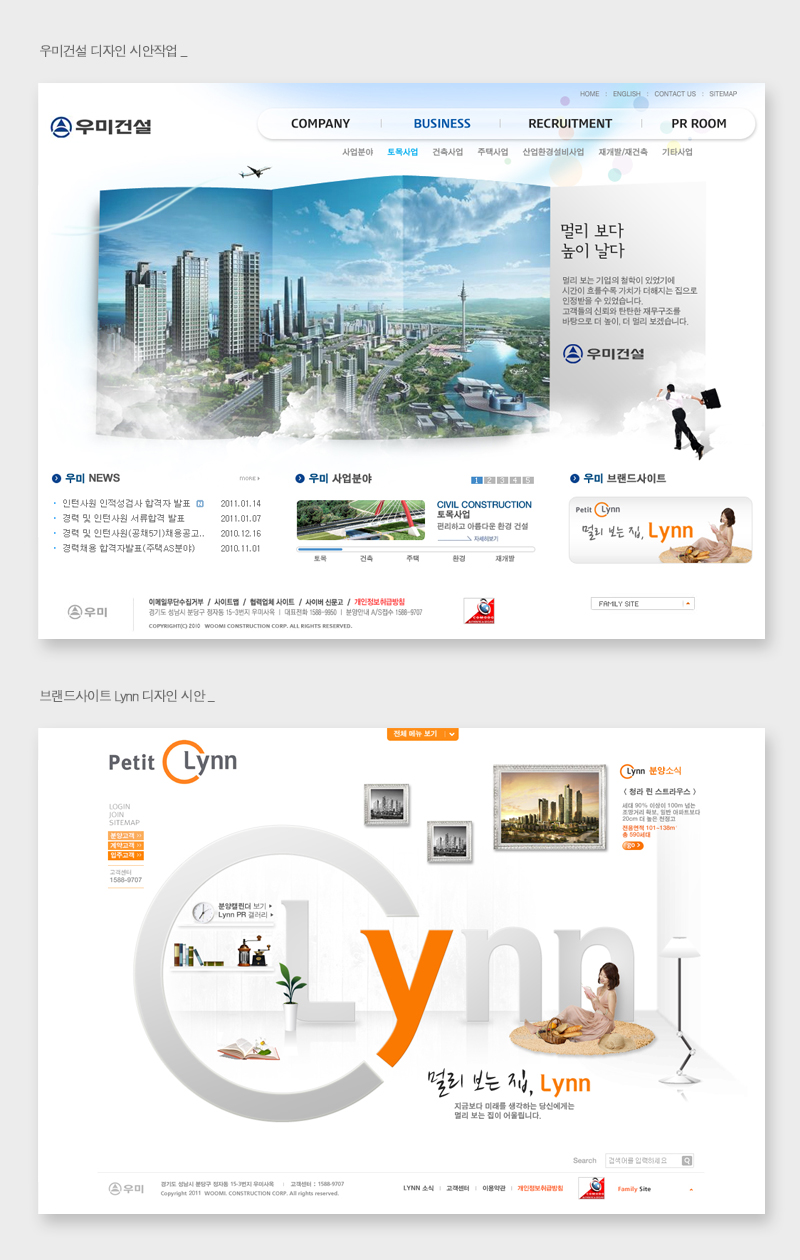 우미건설 디자인 시안작업 _
HOME : ENGLISH : CONTACT US : SITEMAP
우미건설
COMPANY
BUSINESS
RECRUITMENT
PR ROOM
사업분야 토목사업 건축사업 주택사업 산업환경설비사업 재개발/재건축 기타사업
멀리 보다
높이 날다
멀리 보는 기업의 철학이 있었기에
시간이 흐를수록 가치가 더해지는 집으로
인정받을 수 있었습니다.
고객들의 신뢰와 탄탄한 재무구조를
바탕으로 더 높이, 더 멀리 보겠습니다.
우미건설
우미 NEWS
more
인턴사원 인적성검사 합격자 발표 2011.01.14
경력 및 인턴사원 서류합격 발표 2011.01.07
경력 및 인턴사원(공채5기)채용공고.. 2010.12.16
경력채용 합격자발표(주택AS분야) 2010.11.01
우미 사업분야
1 2 3 4 5
CIVIL CONSTRUCTION
토목사업
편리하고 아름다운 환경 건설
자세히보기
토목 건축 주택 환경 재개발
우미 브랜드사이트
Petit Lynn
멀리 보는 집, Lynn
우미
이메일무단수집거부 / 사이트맵 / 협력업체 사이트 / 사이버 신문고 / 개인정보취급방침
경기도 성남시 분당구 정자동 15-3번지 우미사옥 | 대표전화 1588-9950 | 분양안내 A/S접수 1588-9707
COPYRIGHT(C) 2010 WOOMI CONSTRUCTION CORP. ALL RIGHTS RESERVED.
FAMILY SITE
브랜드사이트 Lynn 디자인 시안 _
전체 메뉴 보기
Petit Lynn
LOGIN
JOIN
SITEMAP
분양고객
계약고객
입주고객
고객센터
1588-9707
Lynn 분양소식
< 청라 린 스트라우스 >
세대 90% 이상이 100m 넘는
조망거리 확보, 일반 아파트보다
20cm 더 높은 천정고
전용면적 101~138m²
총 590세대
go
분양캘린더 보기
Lynn PR 갤러리
Lynn
멀리 보는 집, Lynn
지금보다 미래를 생각하는 당신에게는
멀리 보는 집이 어울립니다.
Search 검색어를 입력하세요
우미
경기도 성남시 분당구 정자동 15-3번지 우미사옥 | 고객센터 : 1588-9707
Copyright 2011 WOOMI. CONSTRUCTION CORP. All rights reserved.
LYNN 소식 | 고객센터 | 이용약관 | 개인정보취급방침
Family Site